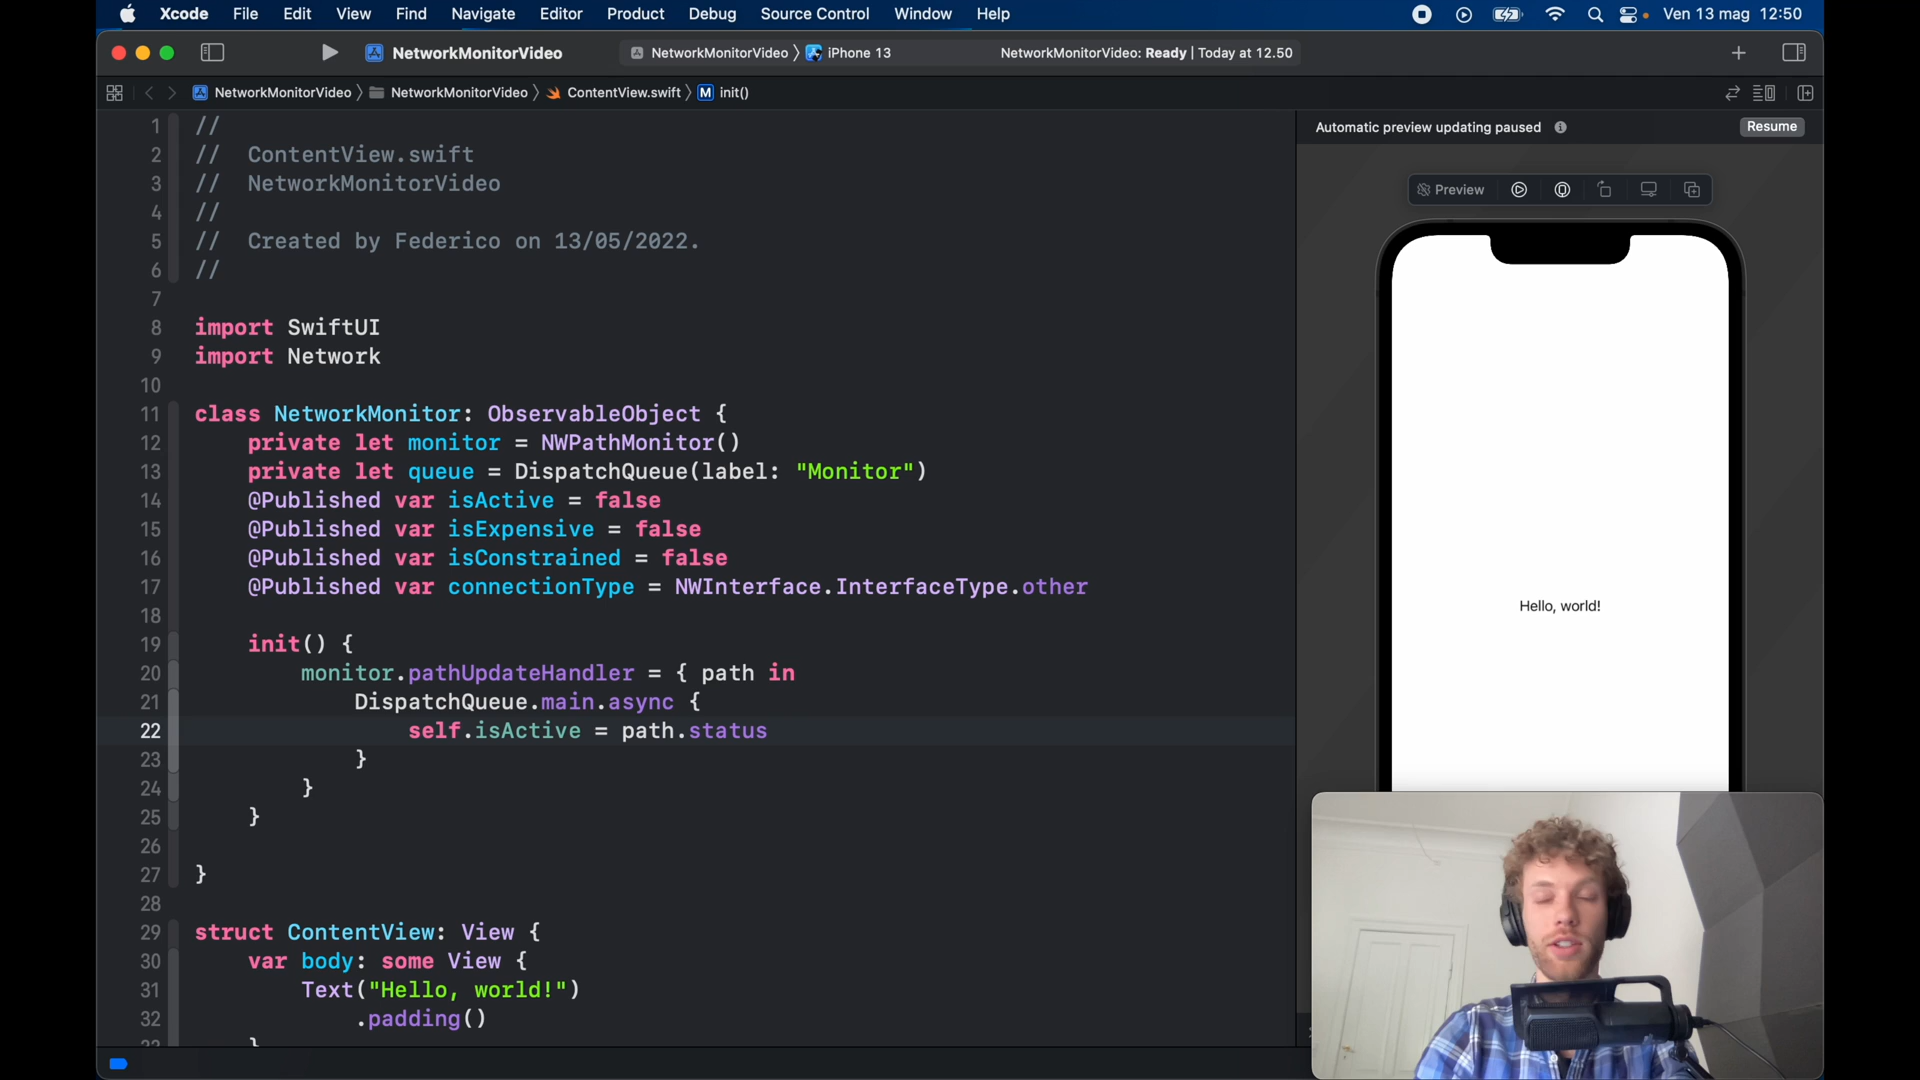 Xcode File Edit View Find Navigate Editor Product Debug Source Control Window Help Ven 13 mag 12:50
NetworkMonitorVideo NetworkMonitorVideo iPhone 13 NetworkMonitorVideo: Ready | Today at 12.50
NetworkMonitorVideo NetworkMonitorVideo ContentView.swift M init()
Automatic preview updating paused Resume
Preview
1 //
2 // ContentView.swift
3 // NetworkMonitorVideo
4 //
5 // Created by Federico on 13/05/2022.
6 //
7
8 import SwiftUI
9 import Network
10
11 class NetworkMonitor: ObservableObject {
12 private let monitor = NWPathMonitor()
13 private let queue = DispatchQueue(label: "Monitor")
14 @Published var isActive = false
15 @Published var isExpensive = false
16 @Published var isConstrained = false
17 @Published var connectionType = NWInterface.InterfaceType.other
18
19 init() {
20 monitor.pathUpdateHandler = { path in
21 DispatchQueue.main.async {
22 self.isActive = path.status
23 }
24 }
25 }
26
27 }
28
29 struct ContentView: View {
30 var body: some View {
31 Text("Hello, world!")
32 .padding()
Hello, world!